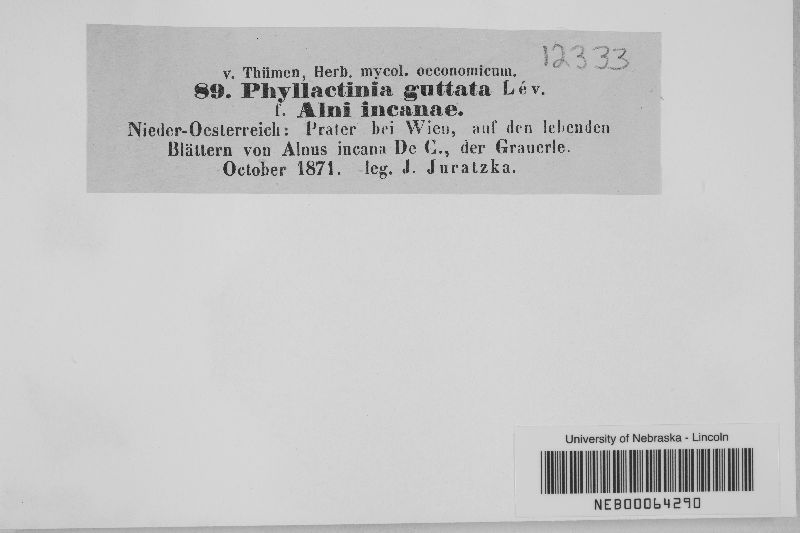 12333
v. Thümen, Herb. mycol. oeconomicum.
89. Phyllactinia guttata Lév.
f. Alni incanae.
Nieder-Oesterreich: Prater bei Wien, auf den lebenden
Blättern von Alnus incana De C., der Grauerle.
October 1871. leg. J. Juratzka.
University of Nebraska - Lincoln
NEB00064290